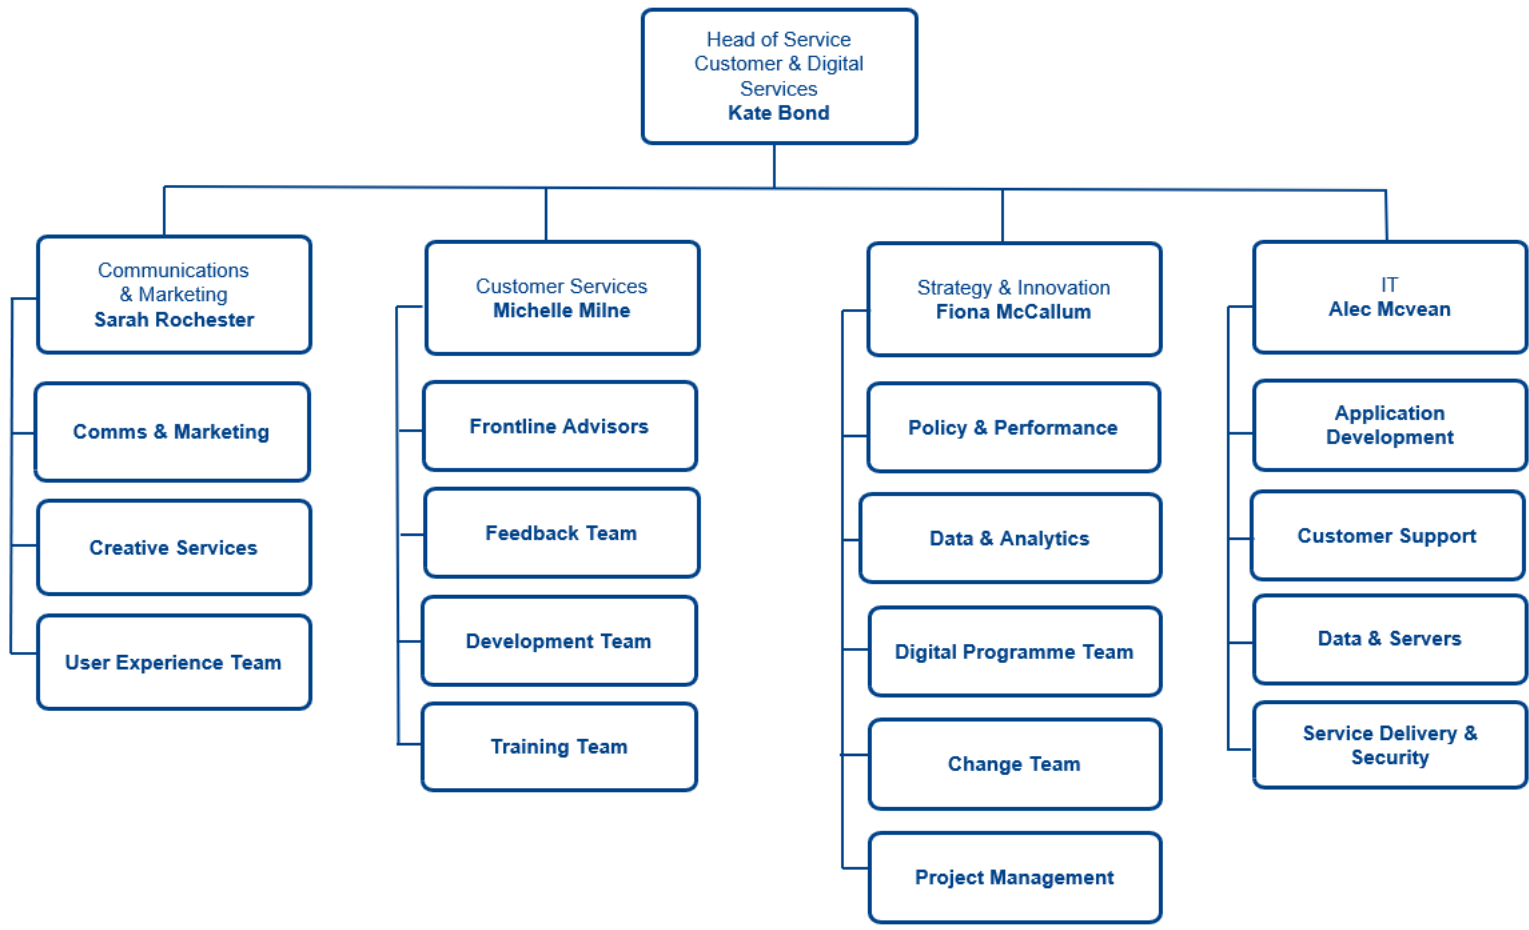 Head of Service
Customer & Digital
Services
Kate Bond
Communications
& Marketing
Sarah Rochester
Comms & Marketing
Creative Services
User Experience Team
Customer Services
Michelle Milne
Frontline Advisors
Feedback Team
Development Team
Training Team
Strategy & Innovation
Fiona McCallum
Policy & Performance
Data & Analytics
Digital Programme Team
Change Team
Project Management
IT
Alec Mcvean
Application
Development
Customer Support
Data & Servers
Service Delivery &
Security